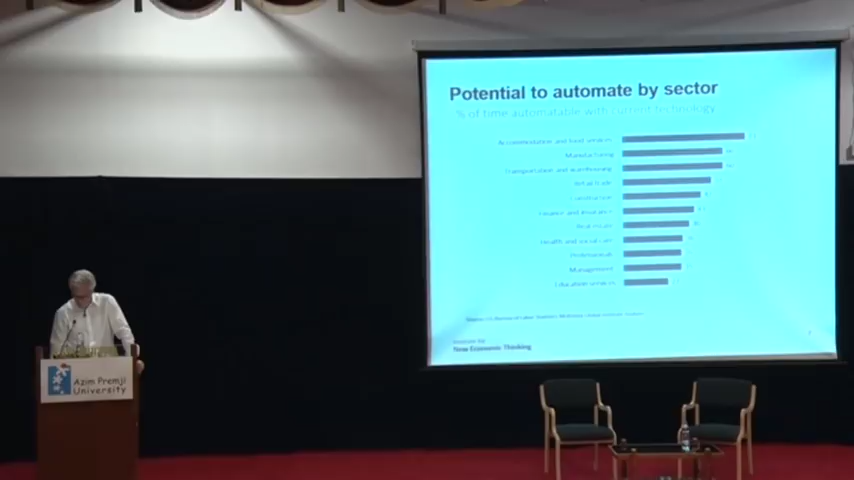 Potential to automate by sector
% of time automatable with current technology
Accommodation and food services
Manufacturing
Transportation and warehousing
Retail trade
Construction
Finance and insurance
Real estate
Health and social care
Professionals
Management
Education services
Institute for
New Economic Thinking
Azim Premji
University